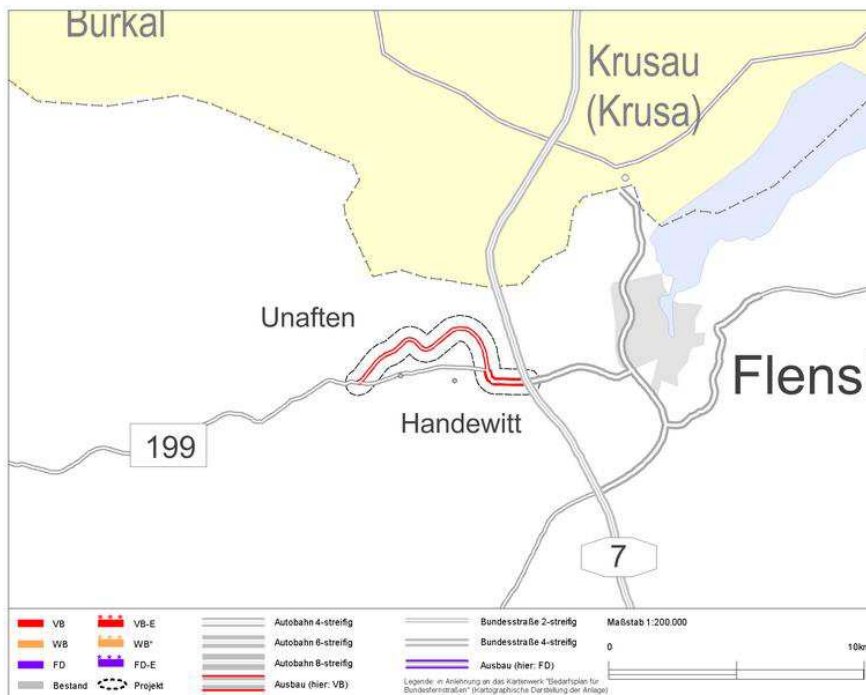 Burkal
Krusau
(Krusa)
Unaften
Flens
Handewitt
199
7
VB
VB-E
Autobahn 4-streifig
Bundesstraße 2-streifig
Maßstab 1:200.000
WB
WB*
Autobahn 6-streifig
Bundesstraße 4-streifig
0
10km
FD
FD-E
Autobahn 8-streifig
Ausbau (hier: FD)
Bestand
Projekt
Ausbau (hier: VB)
Legende: in Anlehnung an das Kartenwerk "Bedarfsplan für
Bundesfernstraßen" (Kartographische Darstellung der Anlage)